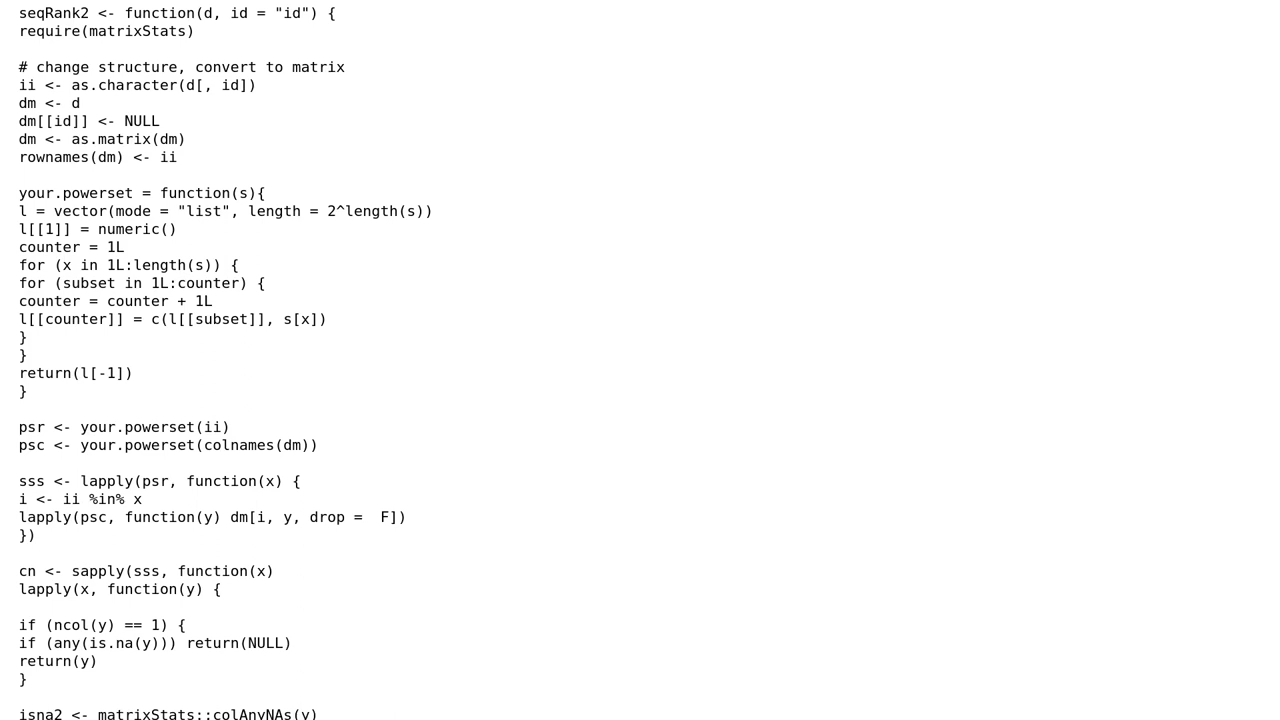 seqRank2 <- function(d, id = "id") {
require(matrixStats)

# change structure, convert to matrix
ii <- as.character(d[, id])
dm <- d
dm[[id]] <- NULL
dm <- as.matrix(dm)
rownames(dm) <- ii

your.powerset = function(s){
l = vector(mode = "list", length = 2^length(s))
l[[1]] = numeric()
counter = 1L
for (x in 1L:length(s)) {
for (subset in 1L:counter) {
counter = counter + 1L
l[[counter]] = c(l[[subset]], s[x])
}
}
return(l[-1])
}

psr <- your.powerset(ii)
psc <- your.powerset(colnames(dm))

sss <- lapply(psr, function(x) {
i <- ii %in% x
lapply(psc, function(y) dm[i, y, drop =  F])
})

cn <- sapply(sss, function(x)
lapply(x, function(y) {

if (ncol(y) == 1) {
if (any(is.na(y))) return(NULL)
return(y)
}

isna2 <- matrixStats::colAnyNAs(y)